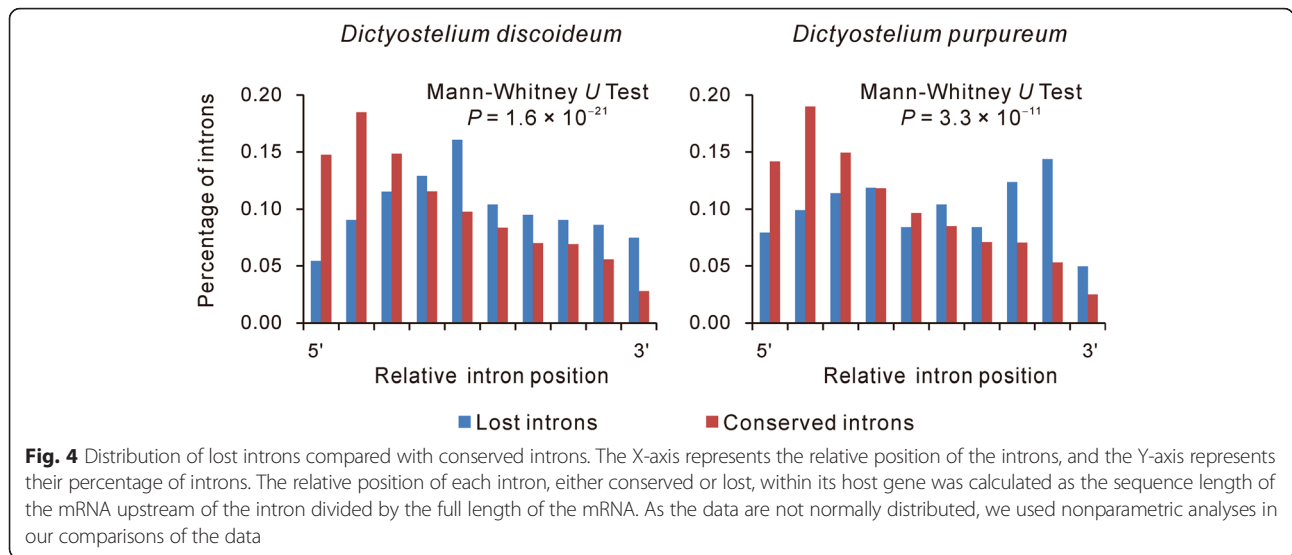 Dictyostelium discoideum
Dictyostelium purpureum
Mann-Whitney U Test
P = 1.6 × 10⁻²¹
Mann-Whitney U Test
P = 3.3 × 10⁻¹¹
Percentage of introns
0.20
0.15
0.10
0.05
0.00
5'
3'
Relative intron position
0.20
0.15
0.10
0.05
0.00
5'
3'
Relative intron position
Lost introns
Conserved introns
Fig. 4 Distribution of lost introns compared with conserved introns. The X-axis represents the relative position of the introns, and the Y-axis represents
their percentage of introns. The relative position of each intron, either conserved or lost, within its host gene was calculated as the sequence length of
the mRNA upstream of the intron divided by the full length of the mRNA. As the data are not normally distributed, we used nonparametric analyses in
our comparisons of the data